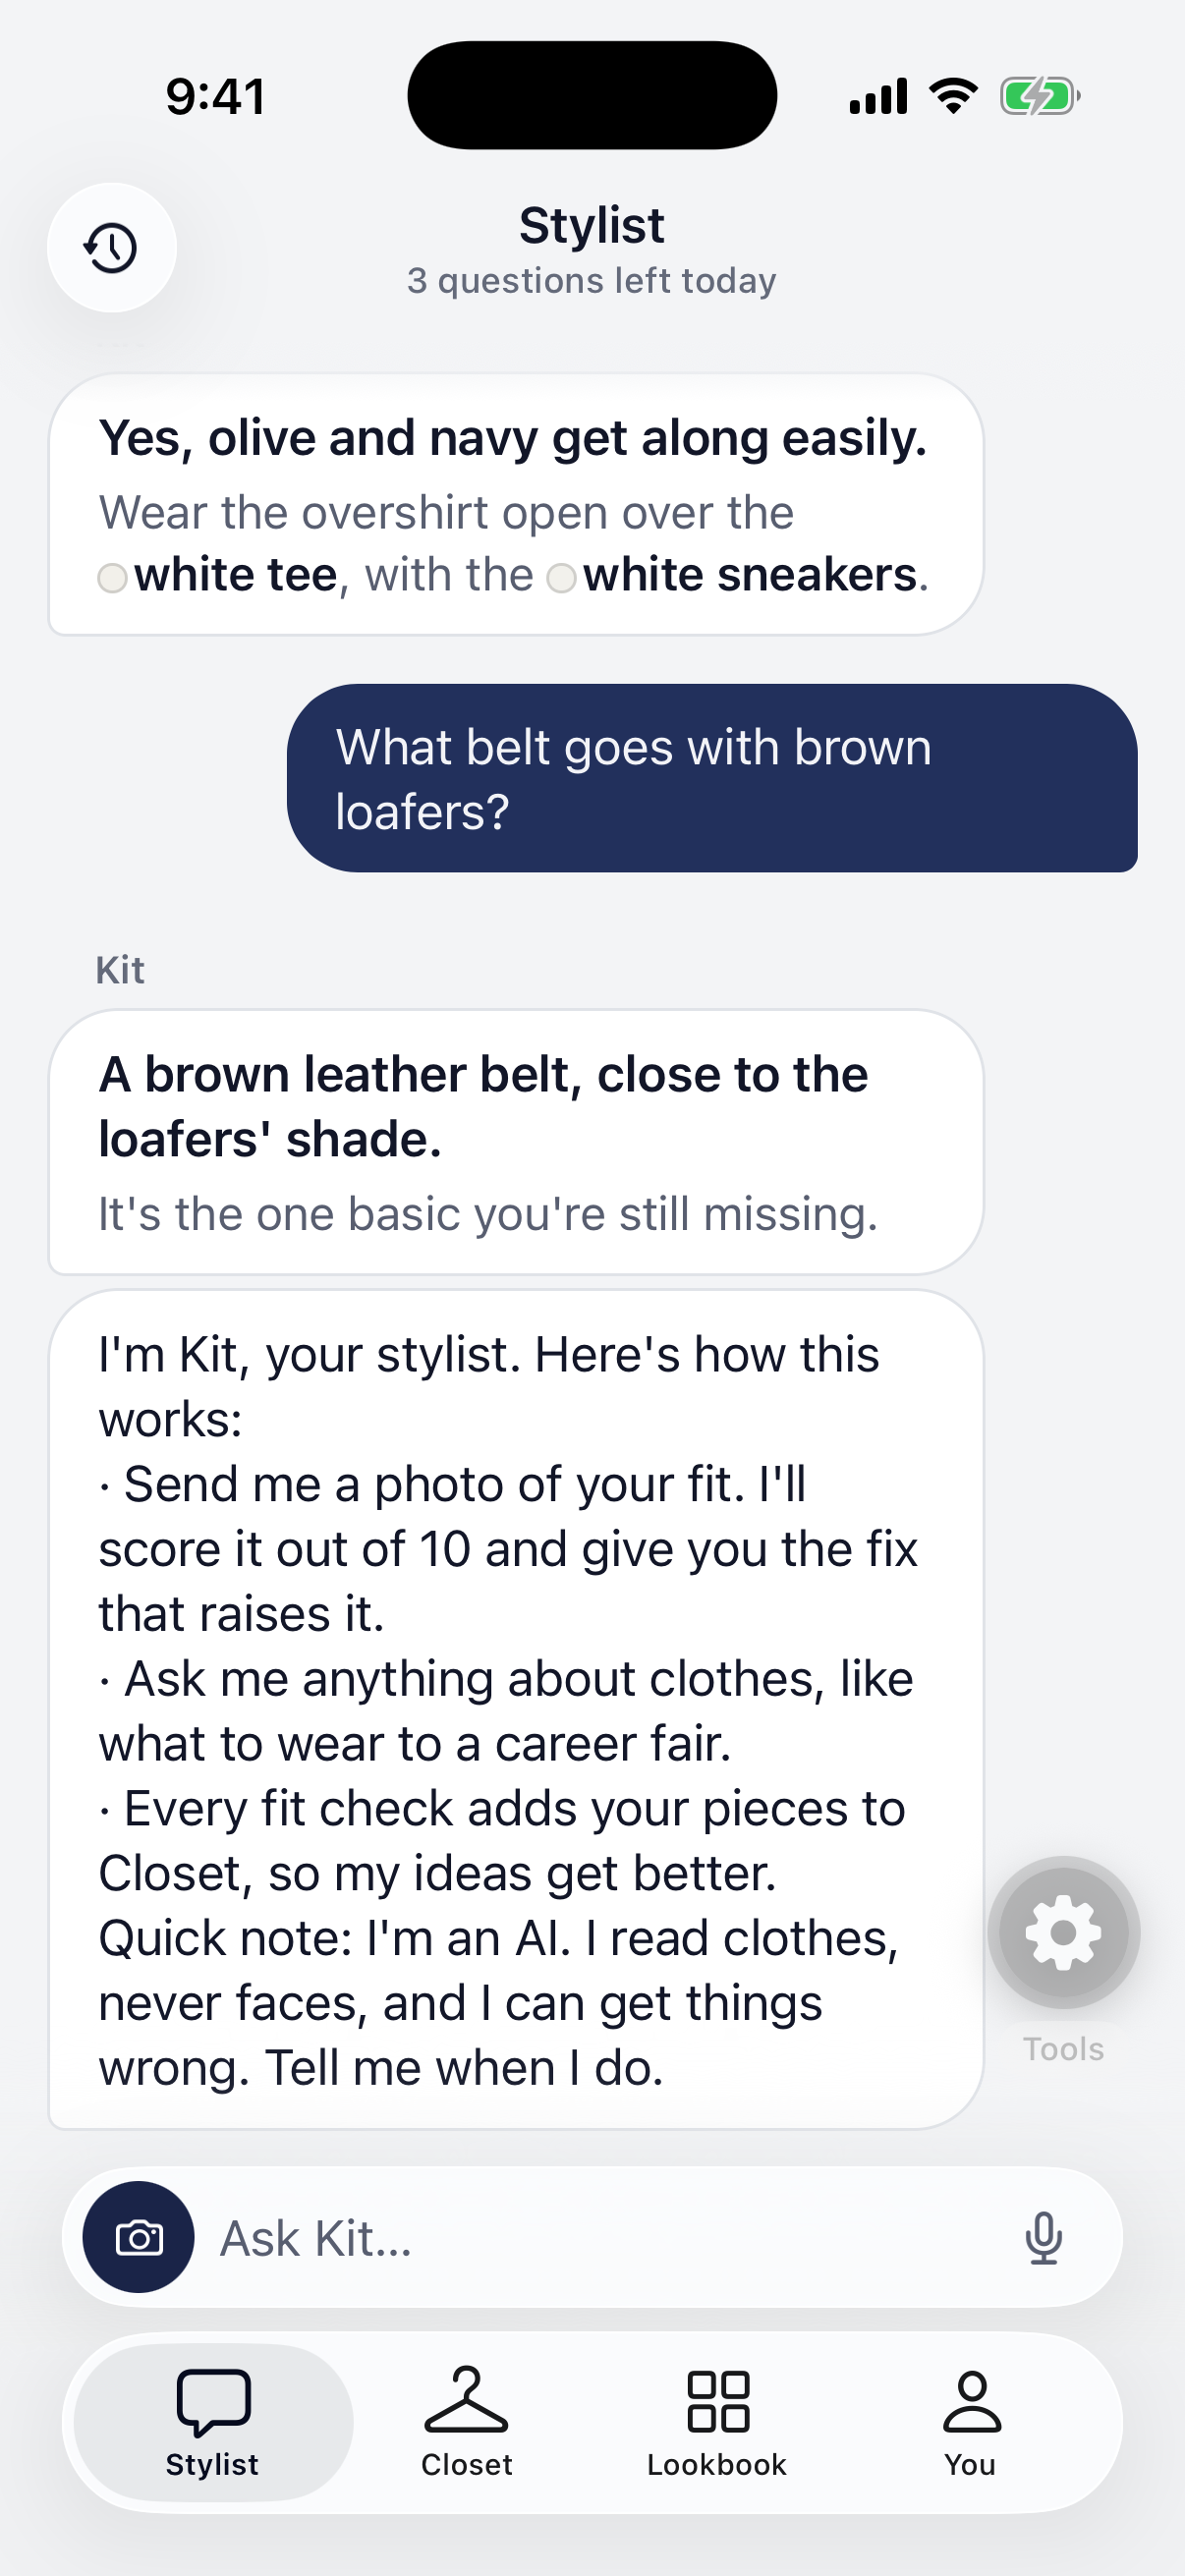 9:41
Stylist
3 questions left today
Yes, olive and navy get along easily.
Wear the overshirt open over the
white tee, with the white sneakers.
What belt goes with brown
loafers?
Kit
A brown leather belt, close to the
loafers' shade.
It's the one basic you're still missing.
I'm Kit, your stylist. Here's how this
works:
· Send me a photo of your fit. I'll
score it out of 10 and give you the fix
that raises it.
· Ask me anything about clothes, like
what to wear to a career fair.
· Every fit check adds your pieces to
Closet, so my ideas get better.
Quick note: I'm an AI. I read clothes,
never faces, and I can get things
wrong. Tell me when I do.
Tools
Ask Kit...
Stylist
Closet
Lookbook
You